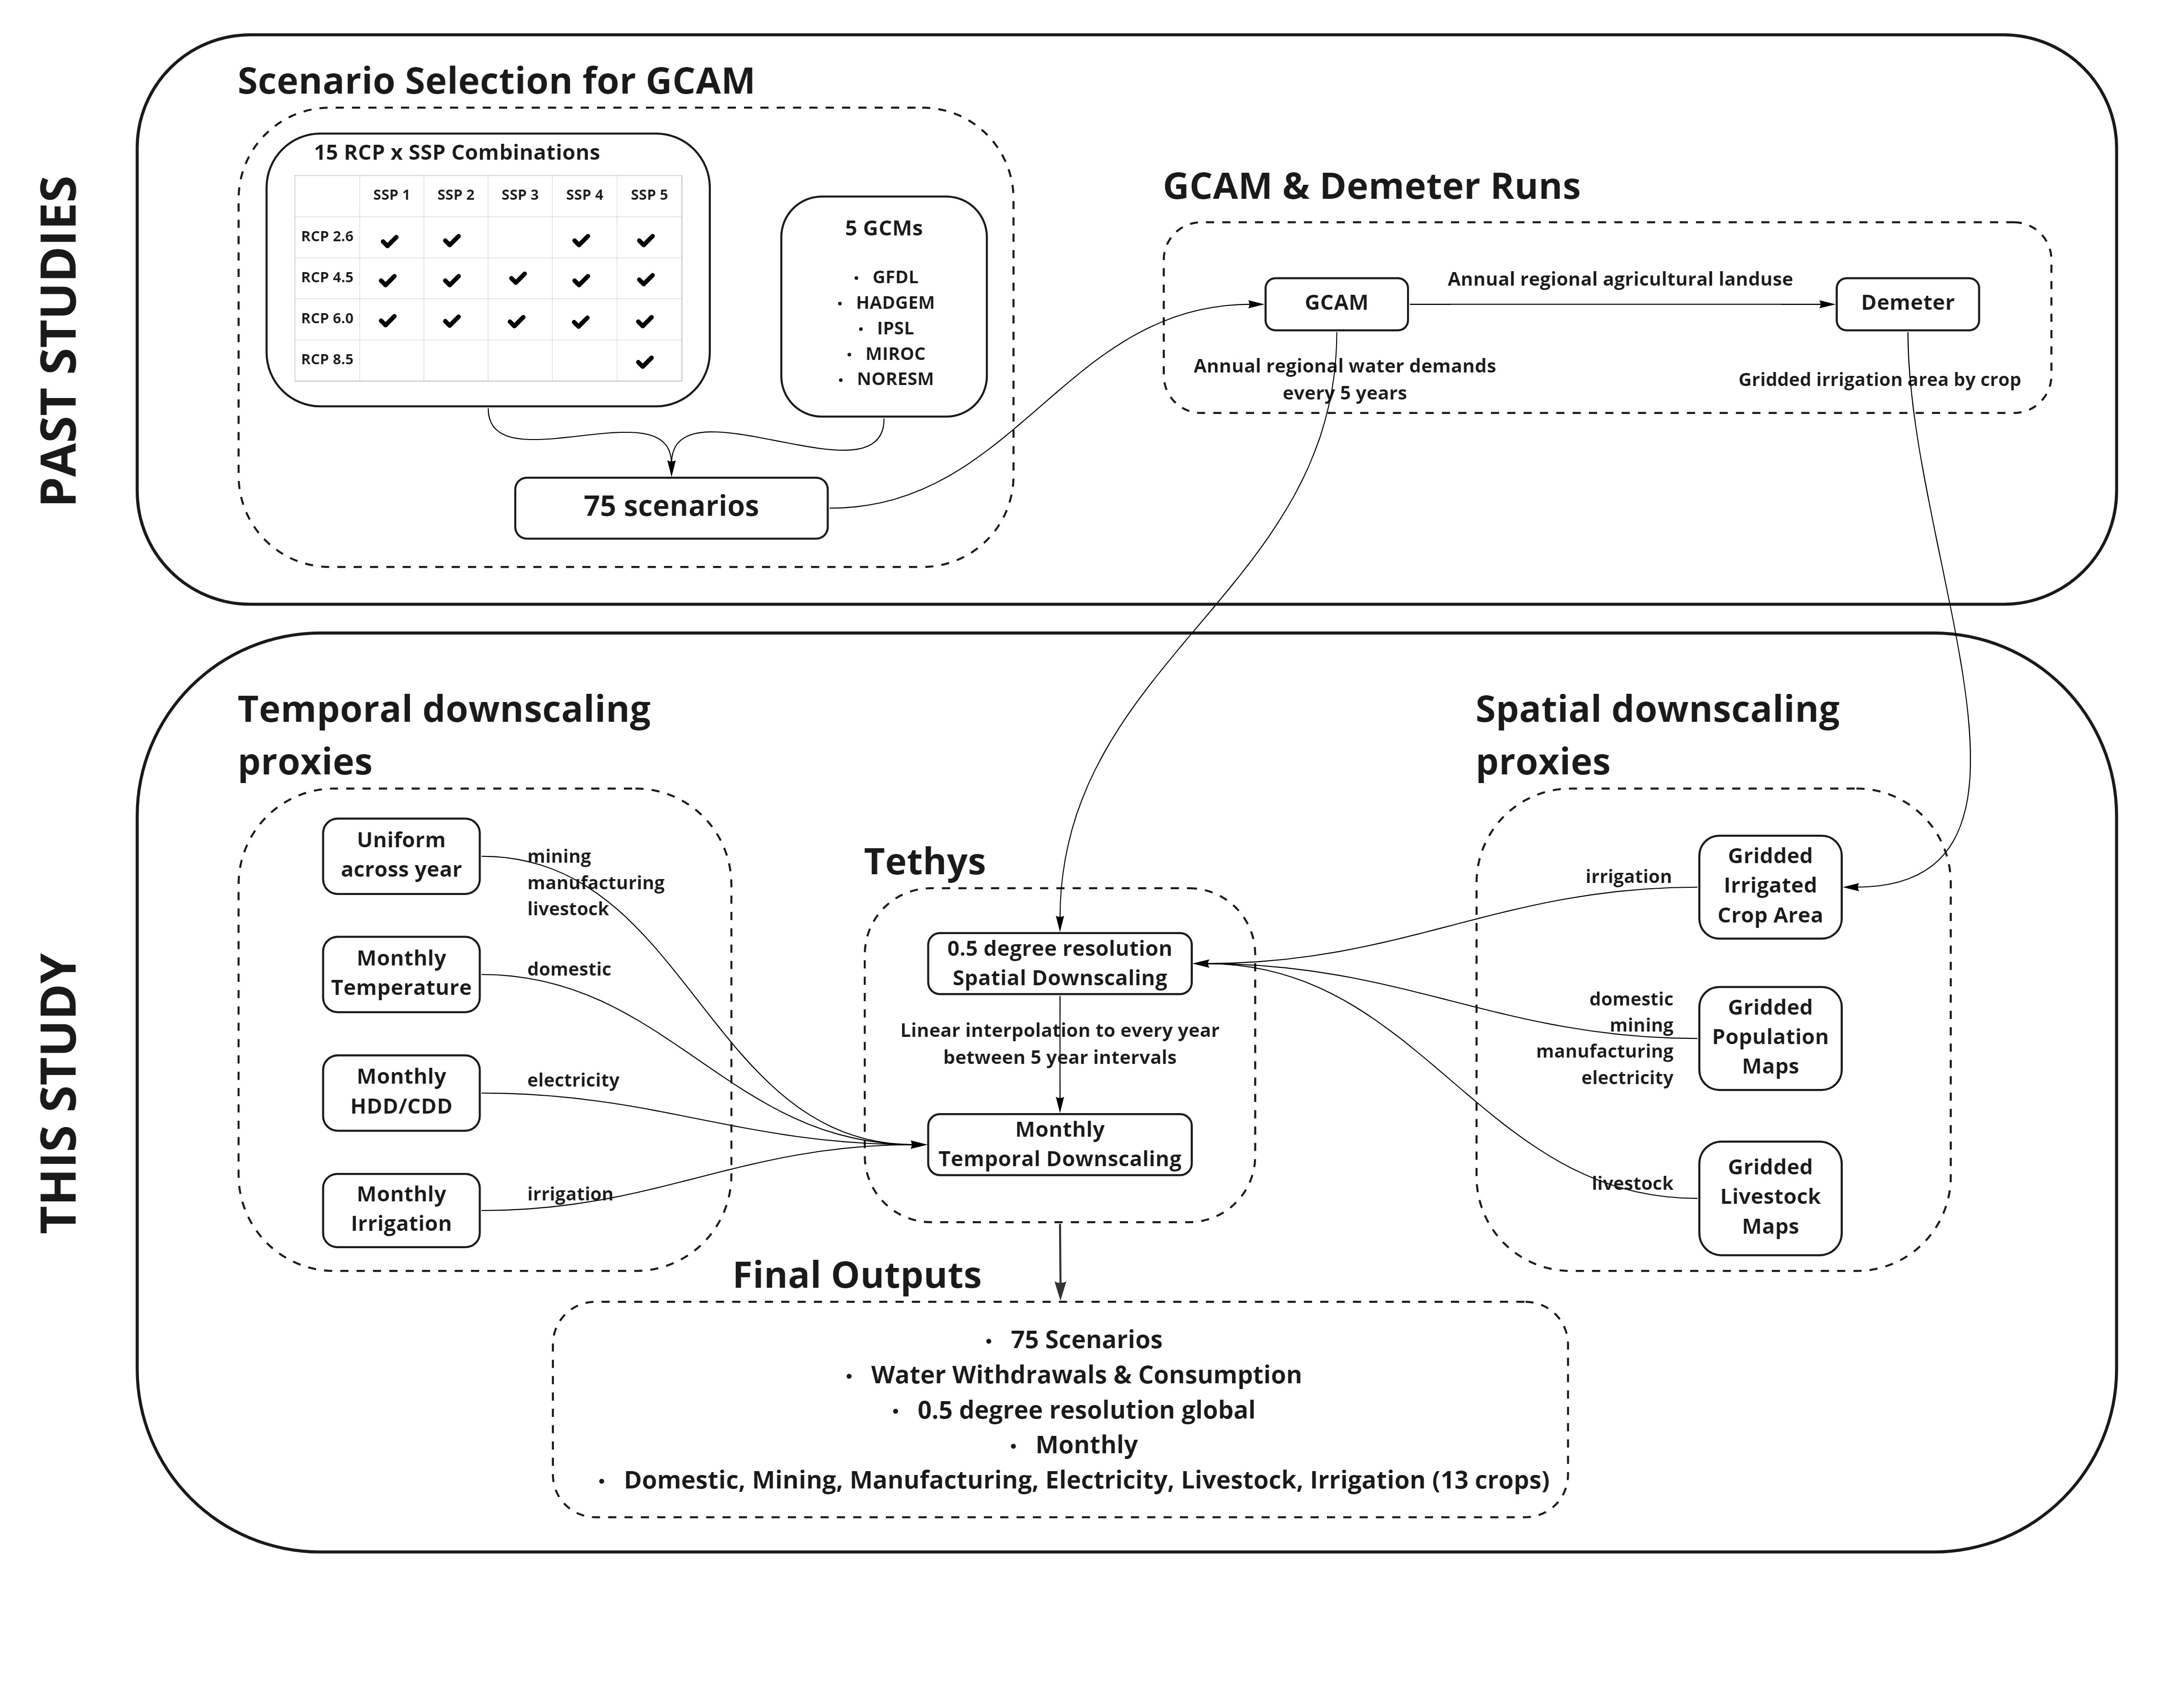 PAST STUDIES
Scenario Selection for GCAM
15 RCP x SSP Combinations
SSP 1 SSP 2 SSP 3 SSP 4 SSP 5
RCP 2.6 ✔ ✔ ✔ ✔
RCP 4.5 ✔ ✔ ✔ ✔ ✔
RCP 6.0 ✔ ✔ ✔ ✔ ✔
RCP 8.5 ✔
5 GCMs
• GFDL
• HADGEM
• IPSL
• MIROC
• NORESM
75 scenarios
GCAM & Demeter Runs
GCAM
Annual regional agricultural landuse
Demeter
Annual regional water demands
every 5 years
Gridded irrigation area by crop
THIS STUDY
Temporal downscaling
proxies
Uniform
across year
mining
manufacturing
livestock
Monthly
Temperature
domestic
Monthly
HDD/CDD
electricity
Monthly
Irrigation
irrigation
Tethys
0.5 degree resolution
Spatial Downscaling
Linear interpolation to every year
between 5 year intervals
Monthly
Temporal Downscaling
Spatial downscaling
proxies
irrigation
Gridded
Irrigated
Crop Area
domestic
mining
manufacturing
electricity
Gridded
Population
Maps
livestock
Gridded
Livestock
Maps
Final Outputs
• 75 Scenarios
• Water Withdrawals & Consumption
• 0.5 degree resolution global
• Monthly
• Domestic, Mining, Manufacturing, Electricity, Livestock, Irrigation (13 crops)